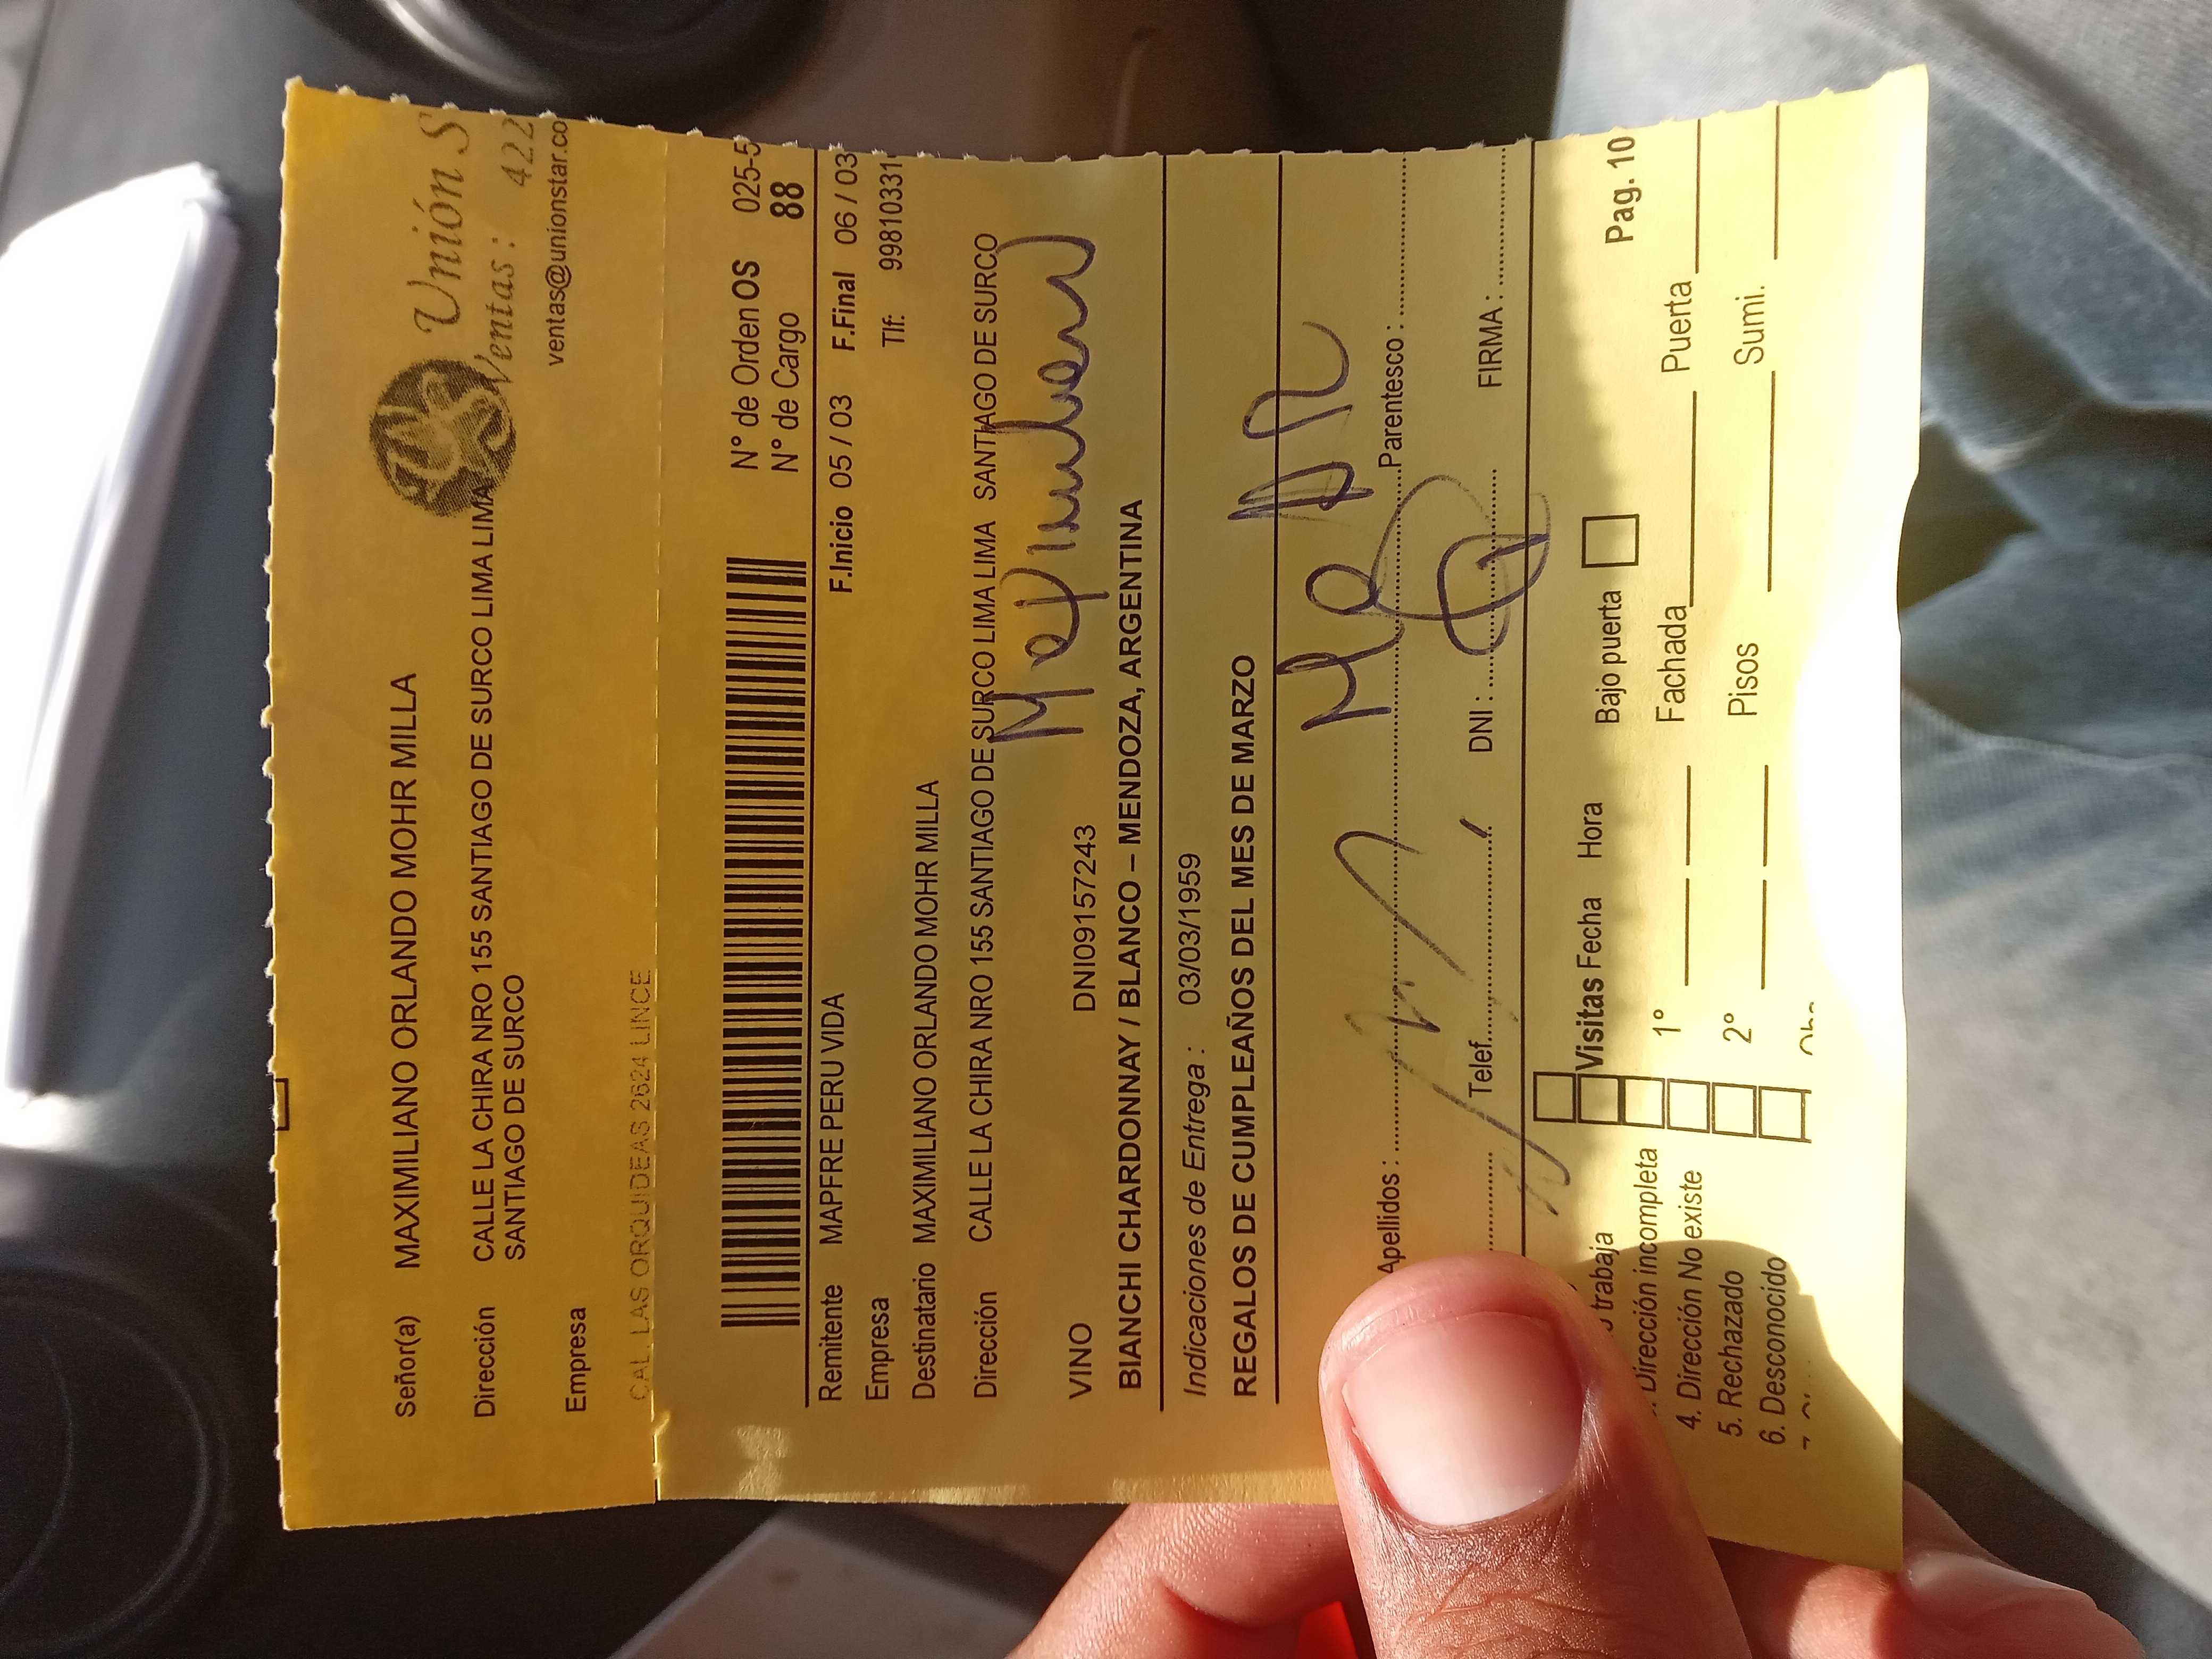 Unión S
Ventas : 422
ventas@unionstar.co
Señor(a) MAXIMILIANO ORLANDO MOHR MILLA
Dirección CALLE LA CHIRA NRO 155 SANTIAGO DE SURCO LIMA LIMA
SANTIAGO DE SURCO
Empresa
CAL LAS ORQUIDEAS 2624 LINCE
N° de Orden OS 025-5
N° de Cargo 88
Remitente MAPFRE PERU VIDA F.Inicio 05 / 03 F.Final 06 / 03
Empresa Tlf: 998103331
Destinatario MAXIMILIANO ORLANDO MOHR MILLA
Dirección CALLE LA CHIRA NRO 155 SANTIAGO DE SURCO LIMA LIMA SANTIAGO DE SURCO
VINO DNI09157243
BIANCHI CHARDONNAY / BLANCO – MENDOZA, ARGENTINA
Indicaciones de Entrega : 03/03/1959
REGALOS DE CUMPLEAÑOS DEL MES DE MARZO
Apellidos : Parentesco :
Telef. DNI : FIRMA :
trabaja Visitas Fecha Hora Bajo puerta Pag. 10
Dirección incompleta 1° Fachada Puerta
4. Dirección No existe
5. Rechazado 2° Pisos Sumi.
6. Desconocido